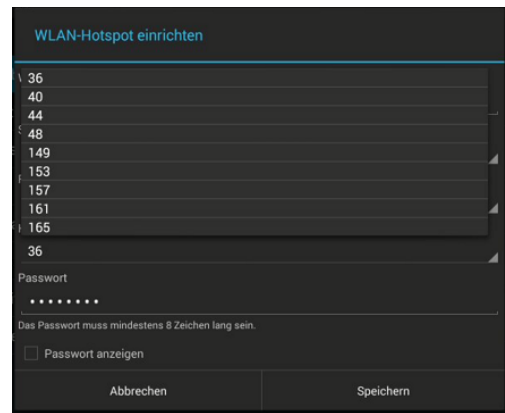 WLAN-Hotspot einrichten
36
40
44
48
149
153
157
161
165
36
Passwort
••••••••
Das Passwort muss mindestens 8 Zeichen lang sein.
Passwort anzeigen
Abbrechen
Speichern